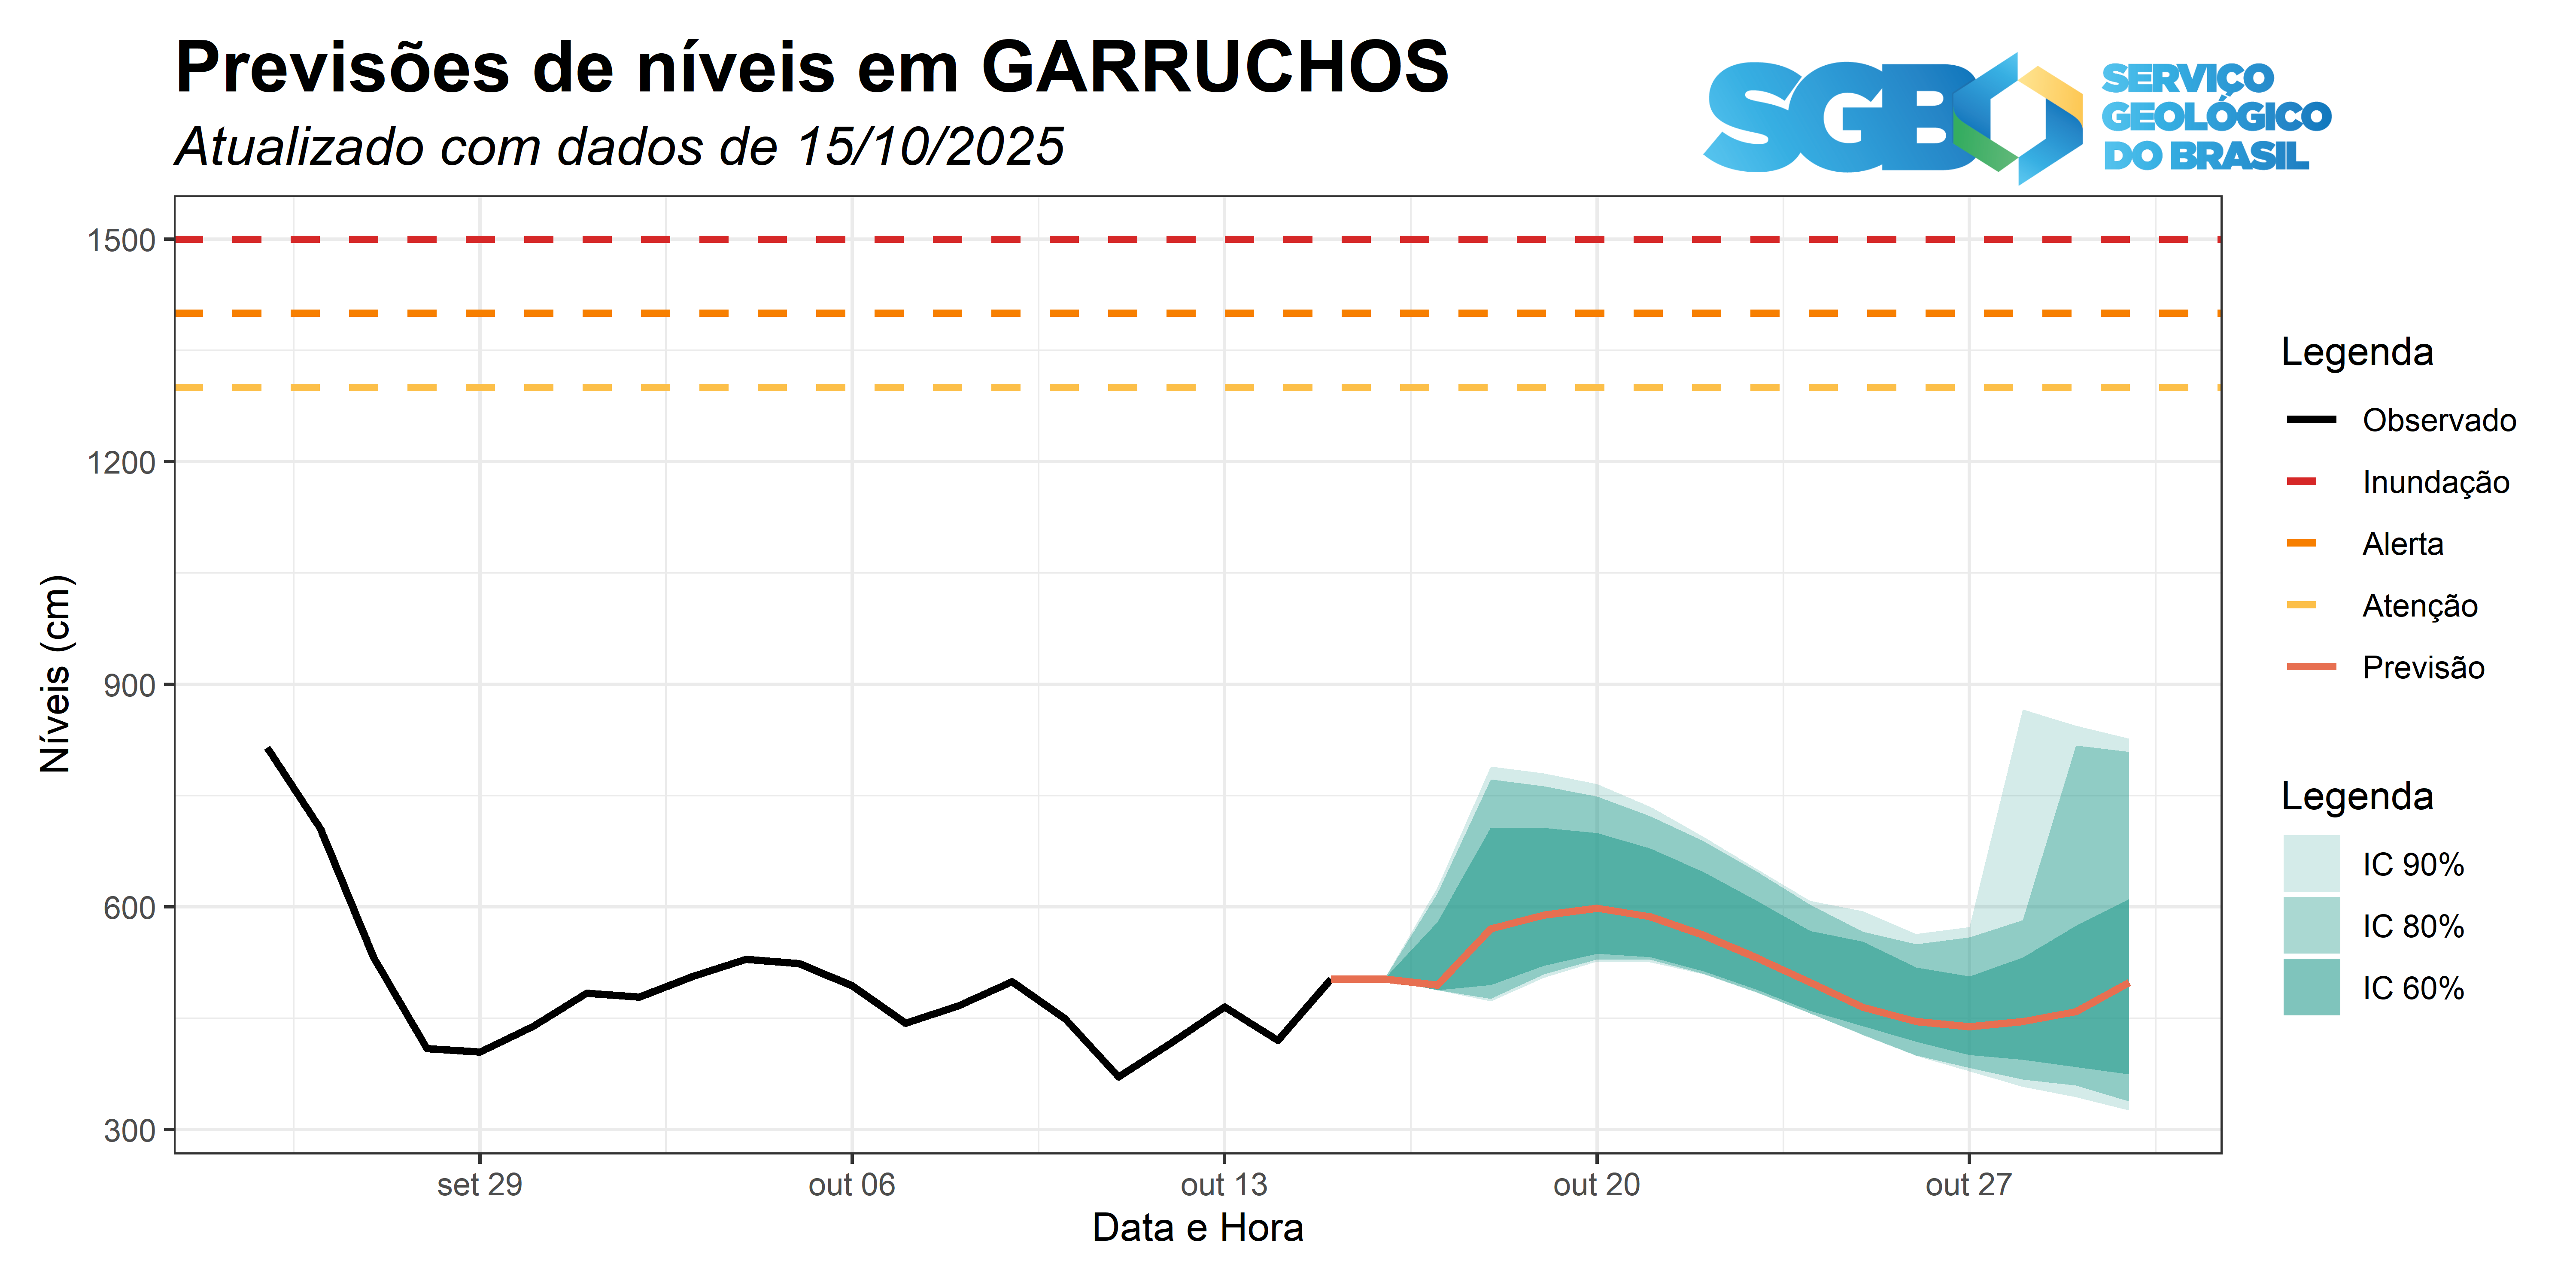 Previsões de níveis em GARRUCHOS
Atualizado com dados de 15/10/2025
SGB
SERVIÇO
GEOLÓGICO
DO BRASIL
Níveis (cm)
1500
1200
900
600
300
set 29
out 06
out 13
out 20
out 27
Data e Hora
Legenda
Observado
Inundação
Alerta
Atenção
Previsão
Legenda
IC 90%
IC 80%
IC 60%